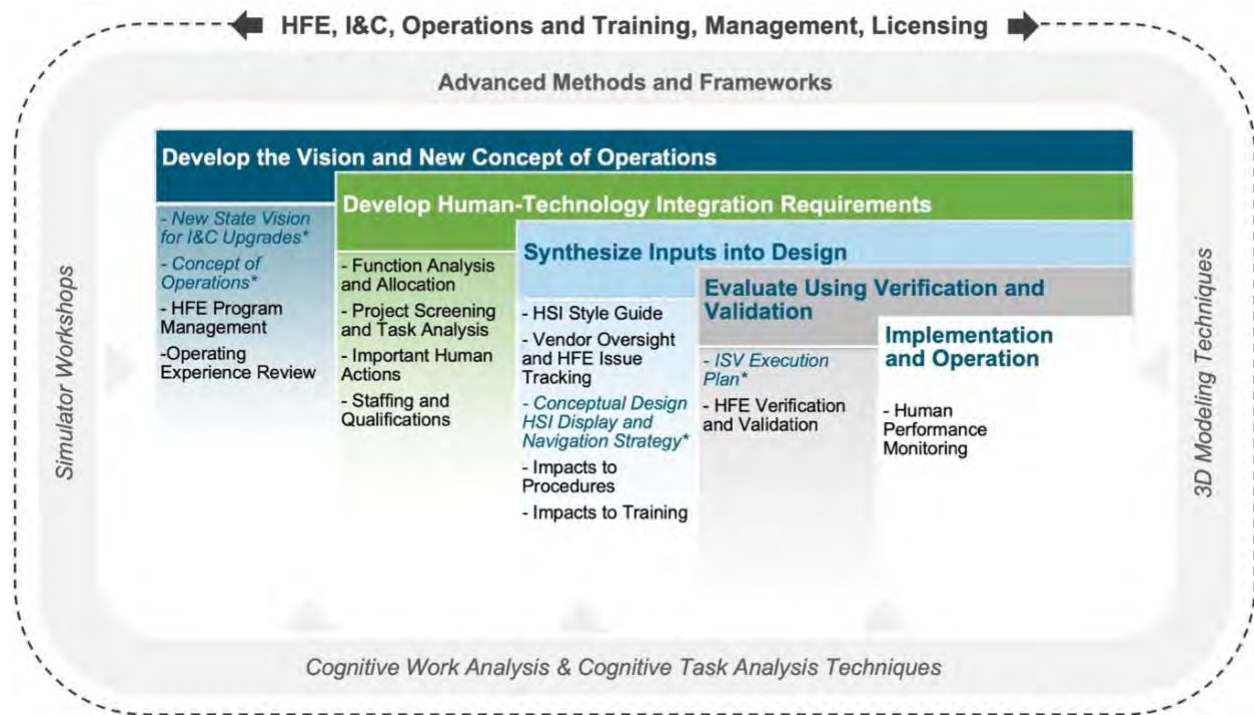 HFE, I&C, Operations and Training, Management, Licensing
Advanced Methods and Frameworks
Simulator Workshops
Develop the Vision and New Concept of Operations
- New State Vision
for I&C Upgrades*
- Concept of
Operations*
- HFE Program
Management
-Operating
Experience Review
Develop Human-Technology Integration Requirements
- Function Analysis
and Allocation
- Project Screening
and Task Analysis
- Important Human
Actions
- Staffing and
Qualifications
Synthesize Inputs into Design
- HSI Style Guide
- Vendor Oversight
and HFE Issue
Tracking
- Conceptual Design
HSI Display and
Navigation Strategy*
- Impacts to
Procedures
- Impacts to Training
Evaluate Using Verification and
Validation
- ISV Execution
Plan*
- HFE Verification
and Validation
Implementation
and Operation
- Human
Performance
Monitoring
3D Modeling Techniques
Cognitive Work Analysis & Cognitive Task Analysis Techniques